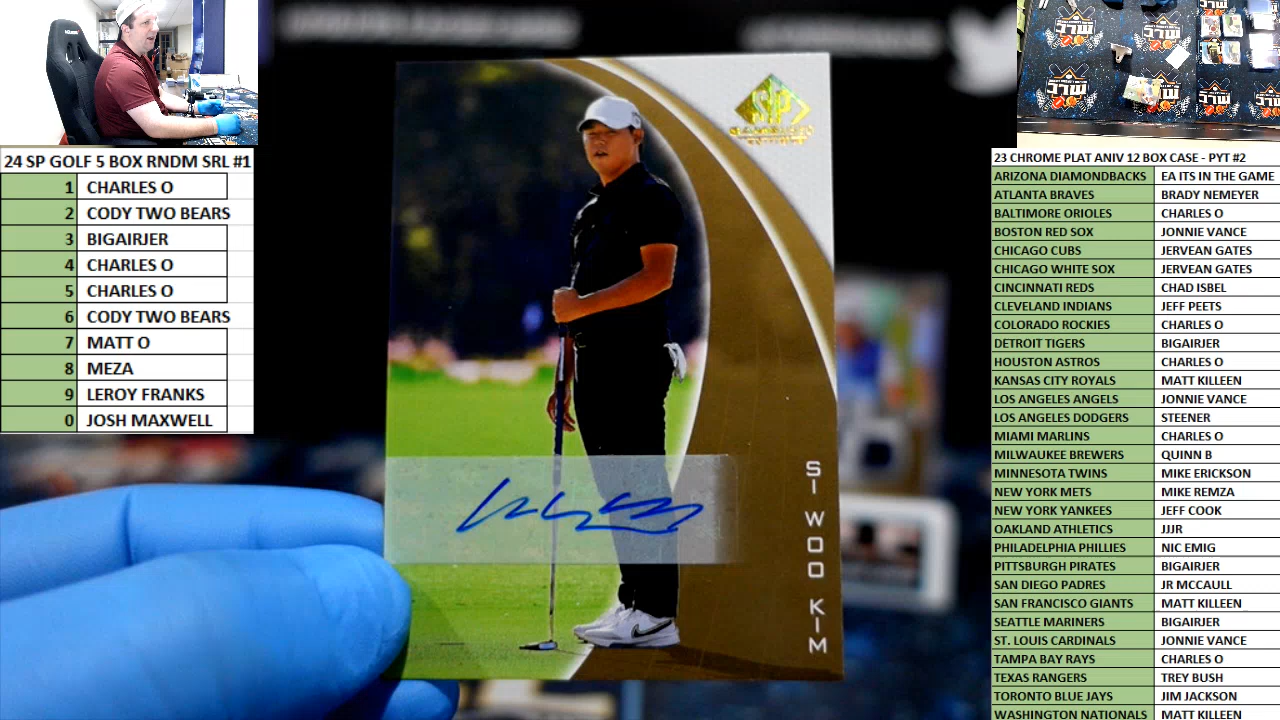 24 SP GOLF 5 BOX RNDM SRL #1
1 CHARLES O
2 CODY TWO BEARS
3 BIGAIRJER
4 CHARLES O
5 CHARLES O
6 CODY TWO BEARS
7 MATT O
8 MEZA
9 LEROY FRANKS
0 JOSH MAXWELL
SP
SI WOO KIM
23 CHROME PLAT ANIV 12 BOX CASE - PYT #2
ARIZONA DIAMONDBACKS EA ITS IN THE GAME
ATLANTA BRAVES BRADY NEMEYER
BALTIMORE ORIOLES CHARLES O
BOSTON RED SOX JONNIE VANCE
CHICAGO CUBS JERVEAN GATES
CHICAGO WHITE SOX JERVEAN GATES
CINCINNATI REDS CHAD ISBEL
CLEVELAND INDIANS JEFF PEETS
COLORADO ROCKIES CHARLES O
DETROIT TIGERS BIGAIRJER
HOUSTON ASTROS CHARLES O
KANSAS CITY ROYALS MATT KILLEEN
LOS ANGELES ANGELS JONNIE VANCE
LOS ANGELES DODGERS STEENER
MIAMI MARLINS CHARLES O
MILWAUKEE BREWERS QUINN B
MINNESOTA TWINS MIKE ERICKSON
NEW YORK METS MIKE REMZA
NEW YORK YANKEES JEFF COOK
OAKLAND ATHLETICS JJJR
PHILADELPHIA PHILLIES NIC EMIG
PITTSBURGH PIRATES BIGAIRJER
SAN DIEGO PADRES JR MCCAULL
SAN FRANCISCO GIANTS MATT KILLEEN
SEATTLE MARINERS BIGAIRJER
ST. LOUIS CARDINALS JONNIE VANCE
TAMPA BAY RAYS CHARLES O
TEXAS RANGERS TREY BUSH
TORONTO BLUE JAYS JIM JACKSON
WASHINGTON NATIONALS MATT KILLEEN